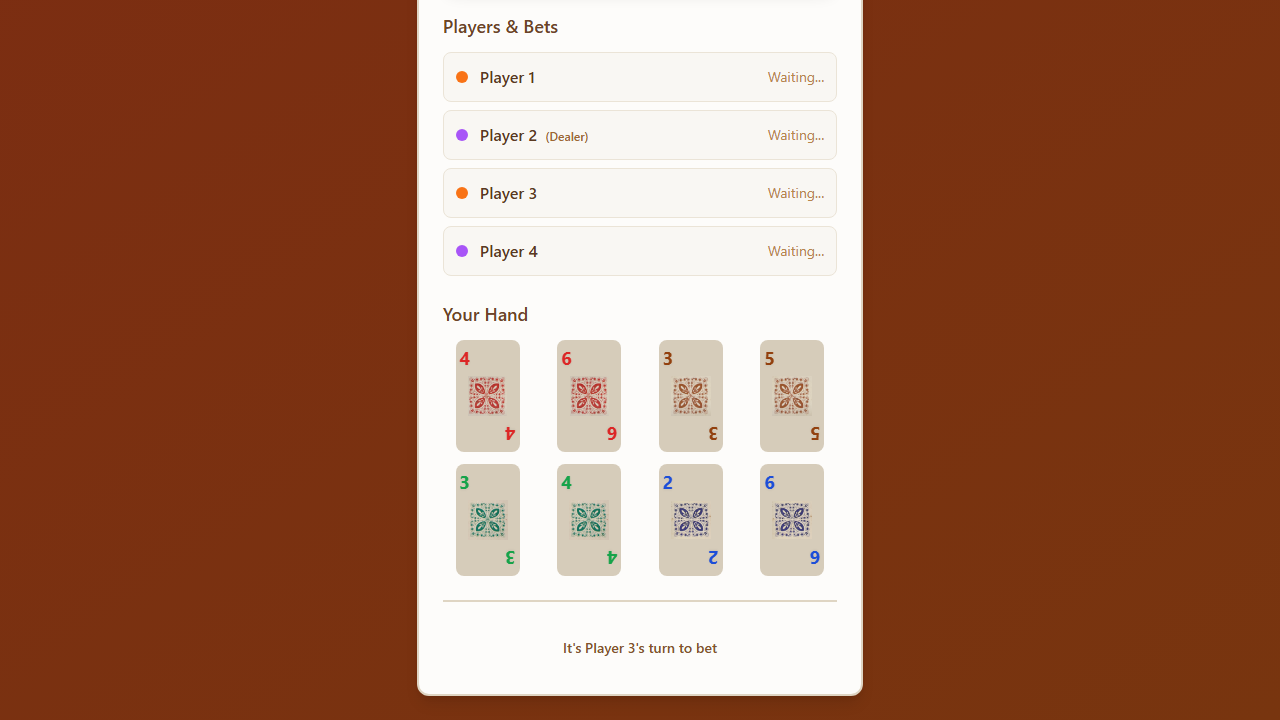 Players & Bets
Player 1 Waiting...
Player 2 (Dealer) Waiting...
Player 3 Waiting...
Player 4 Waiting...
Your Hand
4 6 3 5
4 6 3 5
3 4 2 6
3 4 2 6
It's Player 3's turn to bet